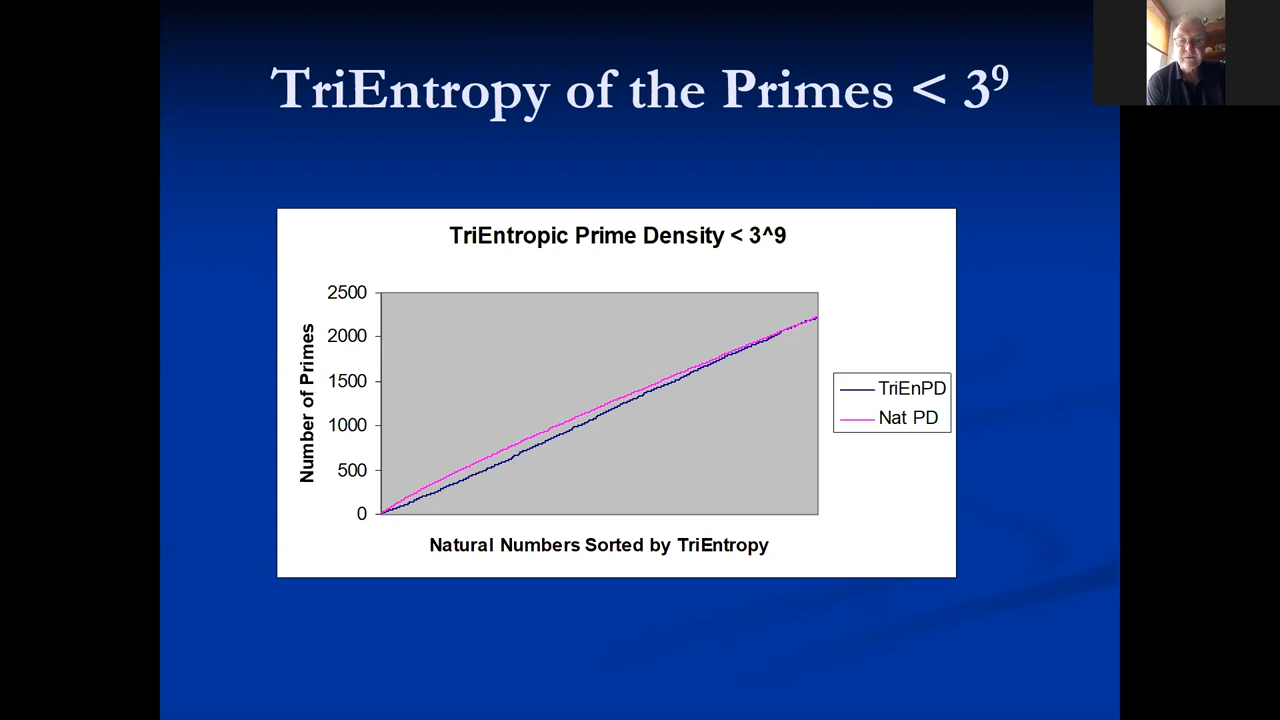 TriEntropy of the Primes < 3⁹
TriEntropic Prime Density < 3^9
2500
2000
1500
1000
500
0
Number of Primes
Natural Numbers Sorted by TriEntropy
TriEnPD
Nat PD